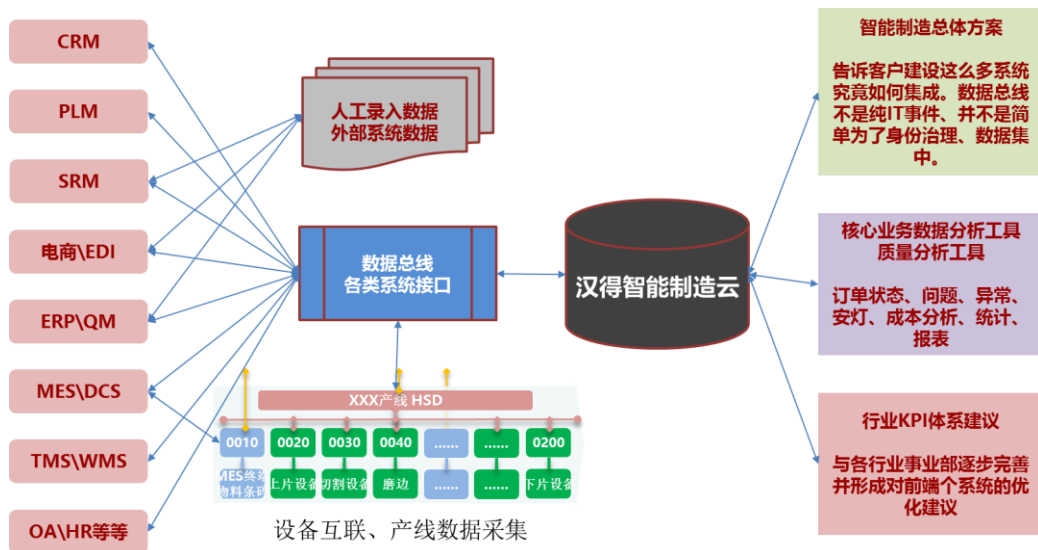 CRM
PLM
SRM
电商\EDI
ERP\QM
MES\DCS
TMS\WMS
OA\HR等等
人工录入数据
外部系统数据
数据总线
各类系统接口
XXX产线 HSD
0010
0020
0030
0040
......
......
0200
MES终端
物料条码
上片设备
切割设备
磨边
......
......
下片设备
设备互联、产线数据采集
汉得智能制造云
智能制造总体方案
告诉客户建设这么多系统
究竟如何集成。数据总线
不是纯IT事件、并不是简
单为了身份治理、数据集
中。
核心业务数据分析工具
质量分析工具
订单状态、问题、异常、
安灯、成本分析、统计、
报表
行业KPI体系建议
与各行业事业部逐步完善
并形成对前端个系统的优
化建议